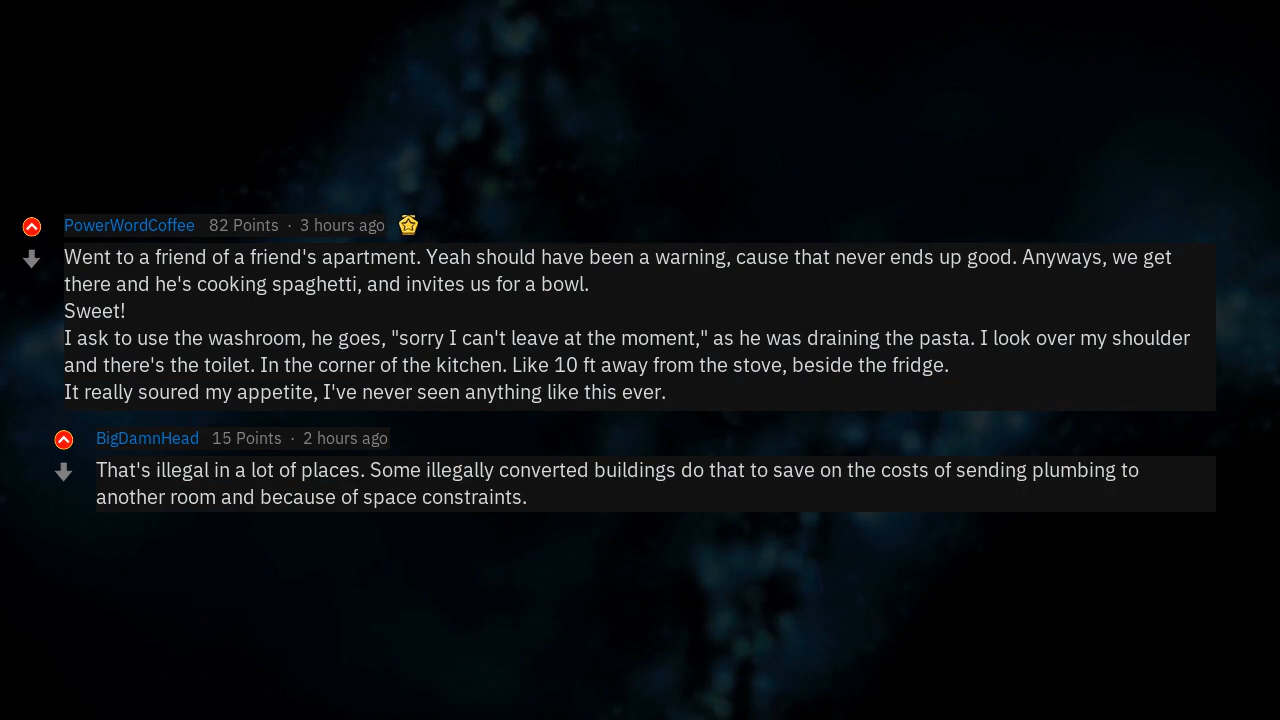 PowerWordCoffee 82 Points · 3 hours ago
Went to a friend of a friend's apartment. Yeah should have been a warning, cause that never ends up good. Anyways, we get
there and he's cooking spaghetti, and invites us for a bowl.
Sweet!
I ask to use the washroom, he goes, "sorry I can't leave at the moment," as he was draining the pasta. I look over my shoulder
and there's the toilet. In the corner of the kitchen. Like 10 ft away from the stove, beside the fridge.
It really soured my appetite, I've never seen anything like this ever.
BigDamnHead 15 Points · 2 hours ago
That's illegal in a lot of places. Some illegally converted buildings do that to save on the costs of sending plumbing to
another room and because of space constraints.